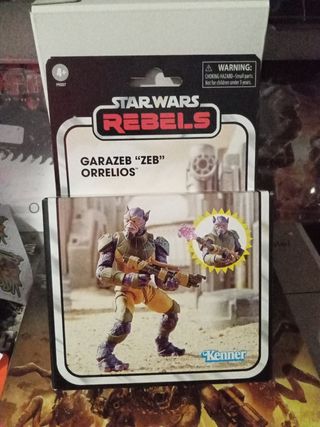 4+
WARNING:
CHOKING HAZARD–Small parts.
Not for children under 3 years.
STAR WARS
REBELS
GARAZEB "ZEB"
ORRELIOS
Kenner